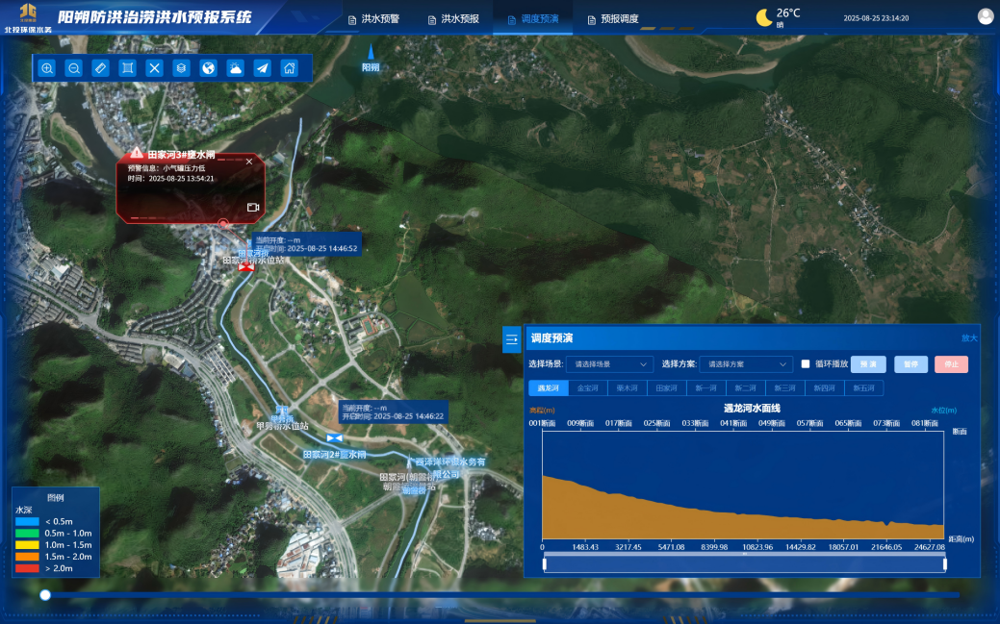 北投环保水务
阳朔防洪治涝洪水预报系统
洪水预警
洪水预报
调度预演
预报调度
26°C
晴
2025-08-25 23:14:20
阳朔
田家河3#壅水闸
预警信息：小气罐压力低
时间：2025-08-25 13:54:21
当前开度: --m
开启时间: 2025-08-25 14:46:52
田家河桥
田家河桥水位站
当前开度: --m
开启时间: 2025-08-25 14:46:22
田家河2#壅水闸
限公司
朝霞桥
图例
水深
< 0.5m
0.5m - 1.0m
1.0m - 1.5m
1.5m - 2.0m
> 2.0m
调度预演
放大
选择场景:
请选择场景
选择方案:
请选择方案
循环播放
预 演
暂停
停止
遇龙河
金宝河
乘木河
田家河
新一河
新二河
新三河
新四河
新五河
高程(m)
遇龙河水面线
水位(m)
001断面 009断面 017断面 025断面 033断面 041断面 049断面 057断面 065断面 073断面 081断面
断面
0 1483.43 3217.45 5471.08 8399.98 10823.96 14429.82 18057.01 21646.05 24627.08
距离(m)